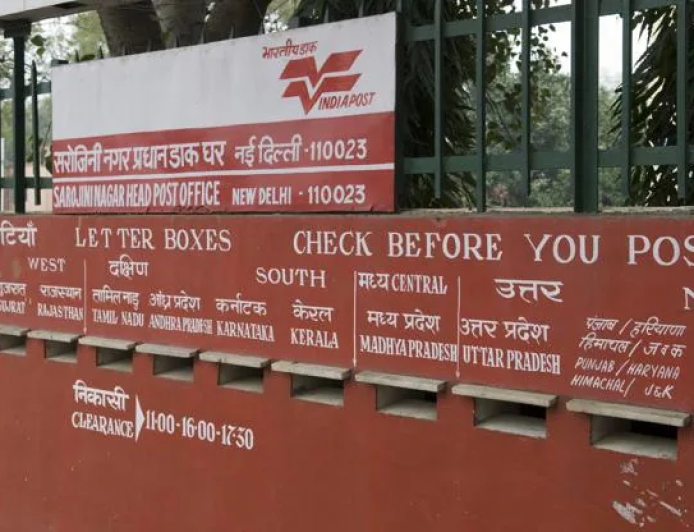 भारतीय डाक
INDIA POST
सरोजिनी नगर प्रधान डाक घर नई दिल्ली - 110023
SAROJINI NAGAR HEAD POST OFFICE NEW DELHI - 110023
LETTER BOXES CHECK BEFORE YOU
WEST दक्षिण SOUTH मध्य CENTRAL उत्तर
राजस्थान तामिल नाडु आंध्र प्रदेश कर्नाटक केरल मध्य प्रदेश उत्तर प्रदेश पंजाब / हरियाणा
हिमाचल / ज व क
RAJASTHAN TAMIL NADU ANDHRA PRADESH KARNATAKA KERALA MADHYA PRADESH UTTAR PRADESH PUNJAB / HARYANA
HIMACHAL / J&K
निकासी
CLEARANCE 11-00-16-00-17-30